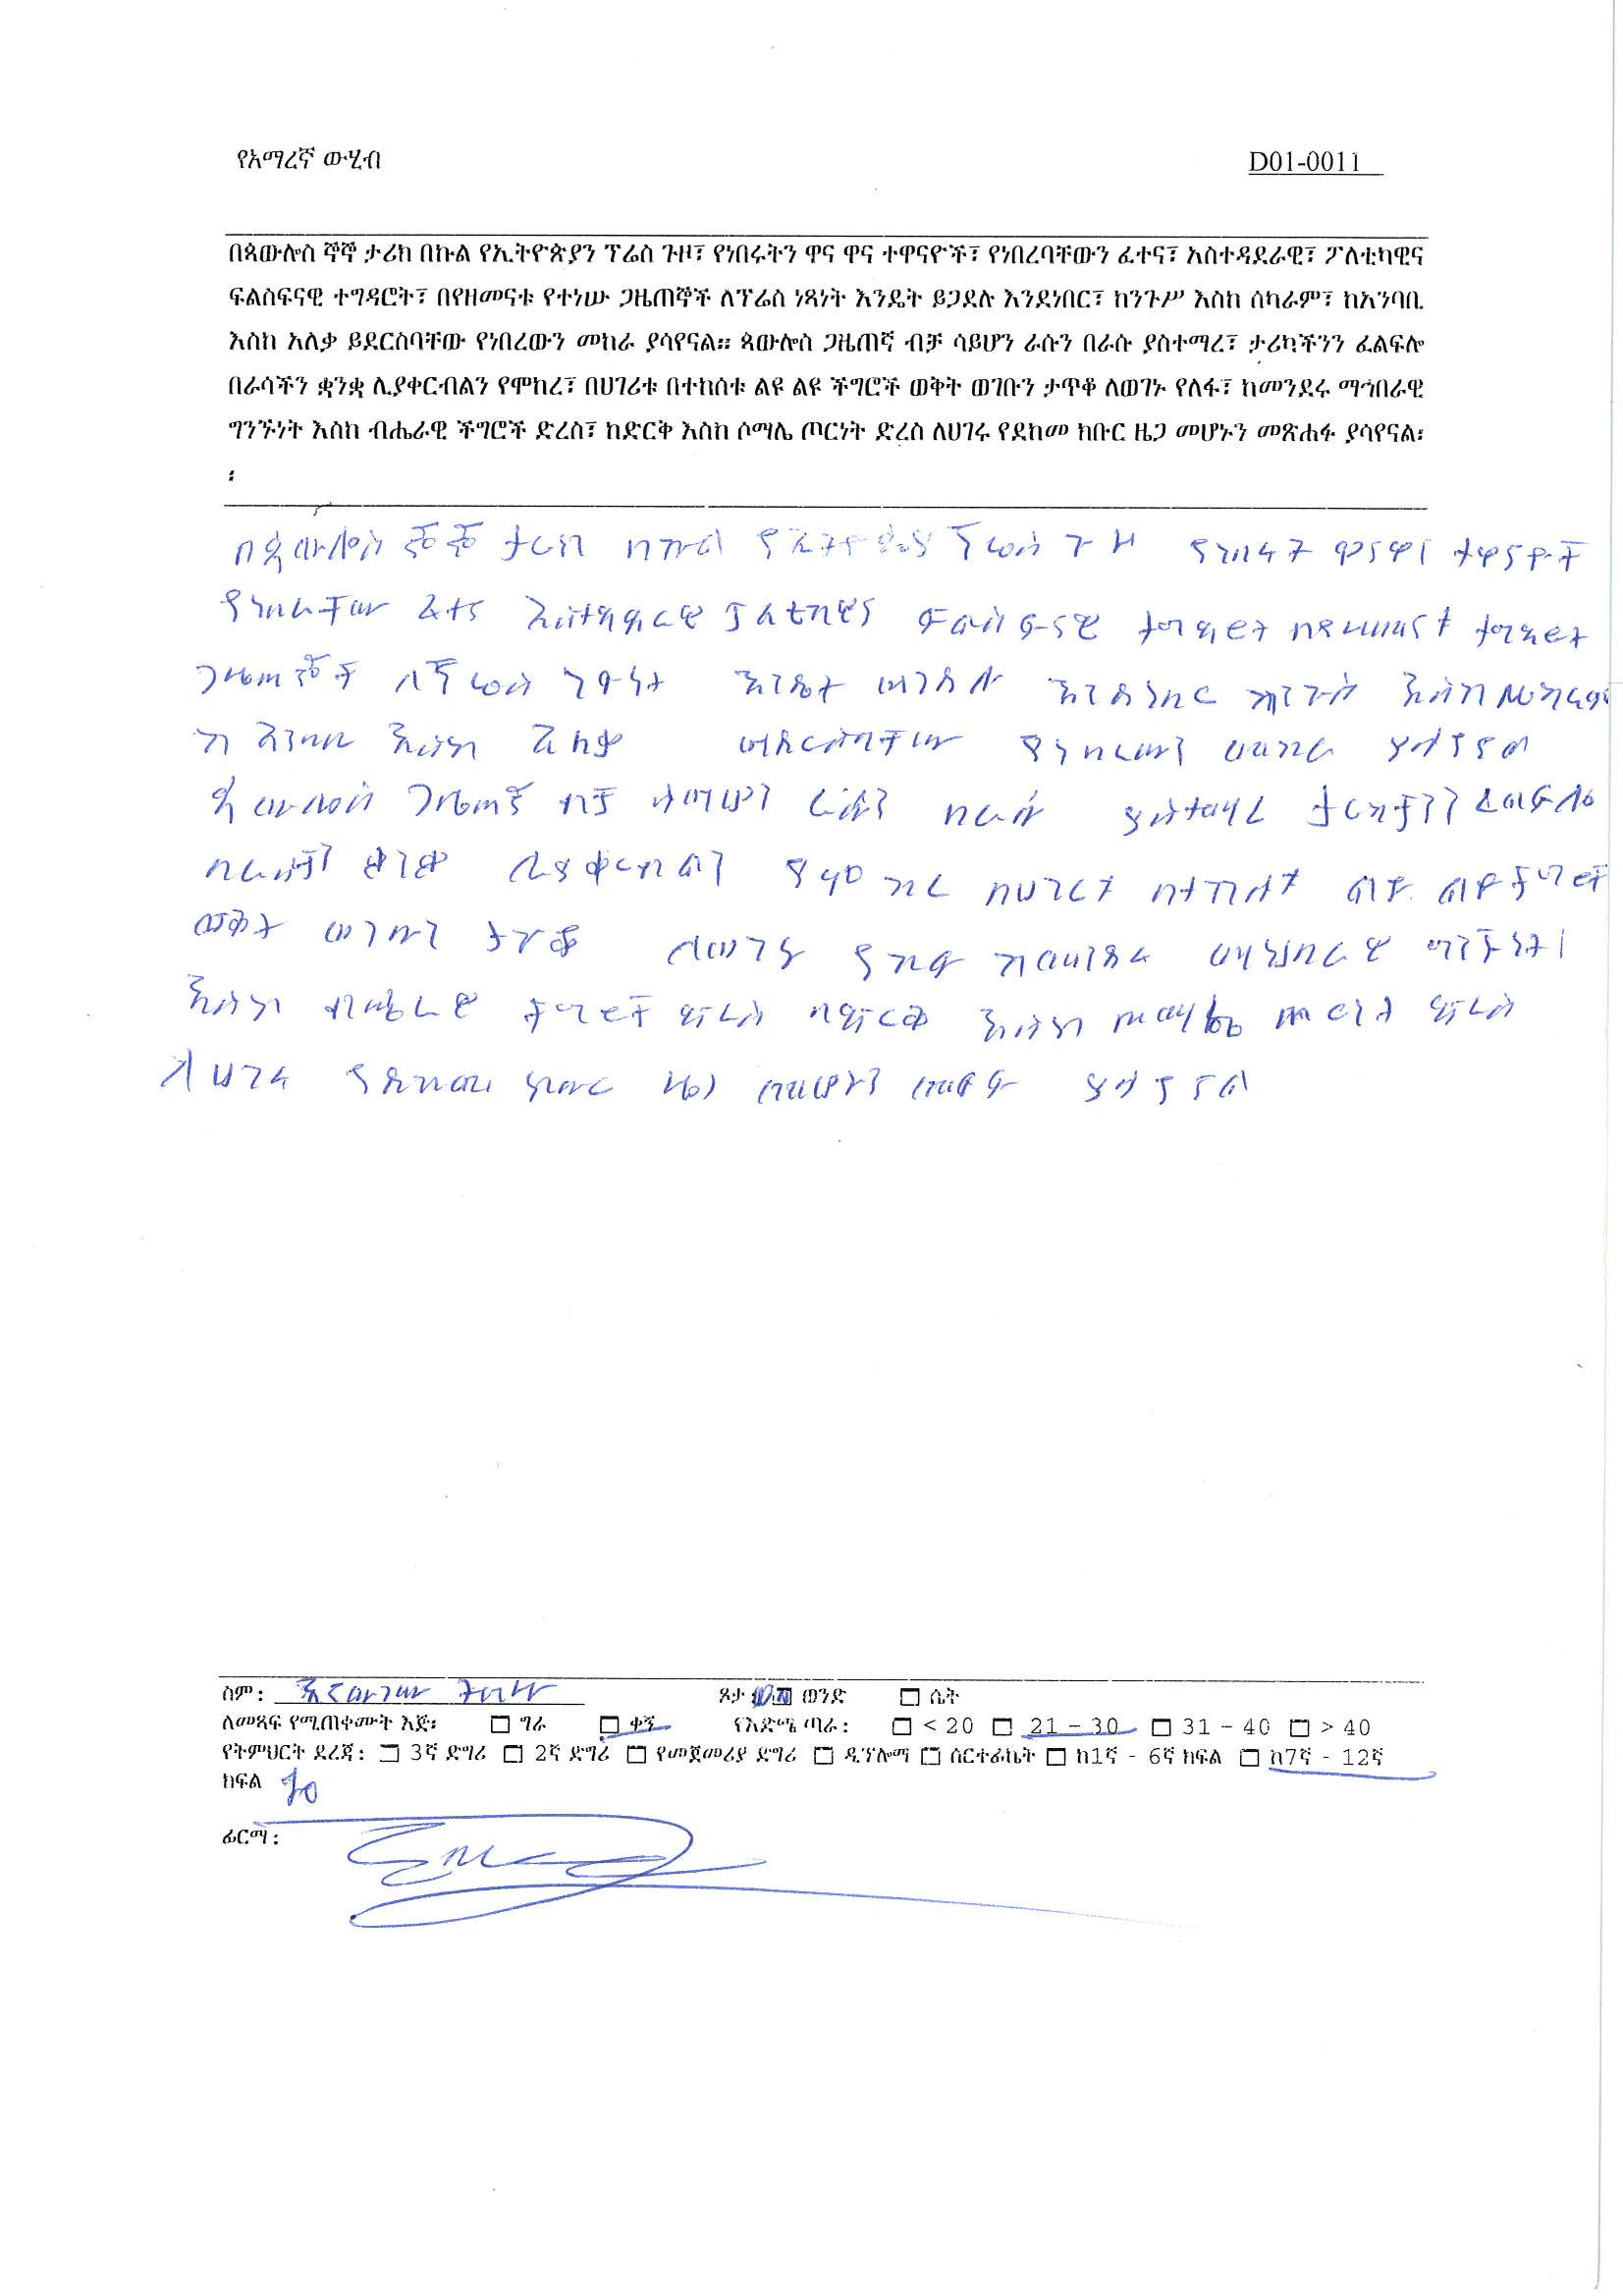 የአማረኛ ውሂብ D01-0011
በጳውሎስ ኞኞ ታሪክ በኩል የኢትዮጵያን ፕሬስ ጉዞ፣ የነበሩትን ዋና ዋና ተዋናዮች፣ የነበረባቸውን ፈተና፣ አስተዳደራዊ፣ ፖለቲካዊና
ፍልስፍናዊ ተግዳሮት፣ በየዘመናቱ የተነሡ ጋዜጠኞች ለፕሬስ ነጻነት እንዴት ይጋደሉ እንደነበር፣ ከንጉሥ እስከ ሰካራም፣ ከአንባቢ
እስከ አለቃ ይደርስባቸው የነበረውን መከራ ያሳየናል። ጳውሎስ ጋዜጠኛ ብቻ ሳይሆን ራሱን በራሱ ያስተማረ፣ ታሪካችንን ፈልፍሎ
በራሳችን ቋንቋ ሊያቀርብልን የሞከረ፣ በሀገሪቱ በተከሰቱ ልዩ ልዩ ችግሮች ወቅት ወገቡን ታጥቆ ለወገኑ የለፋ፣ ከመንደሩ ማኅበራዊ
ግንኙነት እስከ ብሔራዊ ችግሮች ድረስ፣ ከድርቅ እስከ ሶማሌ ጦርነት ድረስ ለሀገሩ የደከመ ክቡር ዜጋ መሆኑን መጽሐፉ ያሳየናል፡
፡
በጳውሎስ ኞኞ ታሪክ በኩል የኢትዮጵያ ፕሬስ ጉዞ የነበሩት ዋናዋና ተዋናዮች
የነበራቸው ፈተና አስተዳደራዊ ፖለቲካዊና ፍልስፍናዊ ተግዳሮት በዘመናት ተግዳሮት
ጋዜጠኞች ለፕሬስ ነጻነት እንዴት ይጋደሉ እንደነበር ከንጉስ እስከ
ከ አንባቢ እስከ አለቃ ይደርስባቸው የነበረውን መከራ ያሳየናል
ጳውሎስ ጋዜጠኛ ብቻ ሳይሆን ራሱን በራሱ ያስተማረ ታሪካችንን ፈልፍሎ
በራሳችን ቋንቋ ሊያቀርብልን የሞከረ በሀገሪቱ በተከሰቱ ልዩ ልዩ ችግሮች
ወቅት ወገቡን ታጥቆ ለወገኑ የለፋ ከመንደሩ ማኅበራዊ ግንኙነት
እስከ ብሔራዊ ችግሮች ድረስ ከድርቅ እስከ ሶማሌ ጦርነት ድረስ
ለሀገሩ የደከመ ክቡር ዜጋ መሆኑን መጽሐፉ ያሳየናል
ስም: እናውጋው ጾታ: ወንድ ሴት
ለመጻፍ የሚጠቀሙት እጅ፡ ግራ ቀኝ የእድሜ ጣራ: < 20 21 – 30 31 – 40 > 40
የትምህርት ደረጃ: 3ኛ ድግሪ 2ኛ ድግሪ የመጀመሪያ ድግሪ ዲፕሎማ ሰርተፊኬት ከ1ኛ - 6ኛ ክፍል ከ7ኛ - 12ኛ
ክፍል 10
ፊርማ: